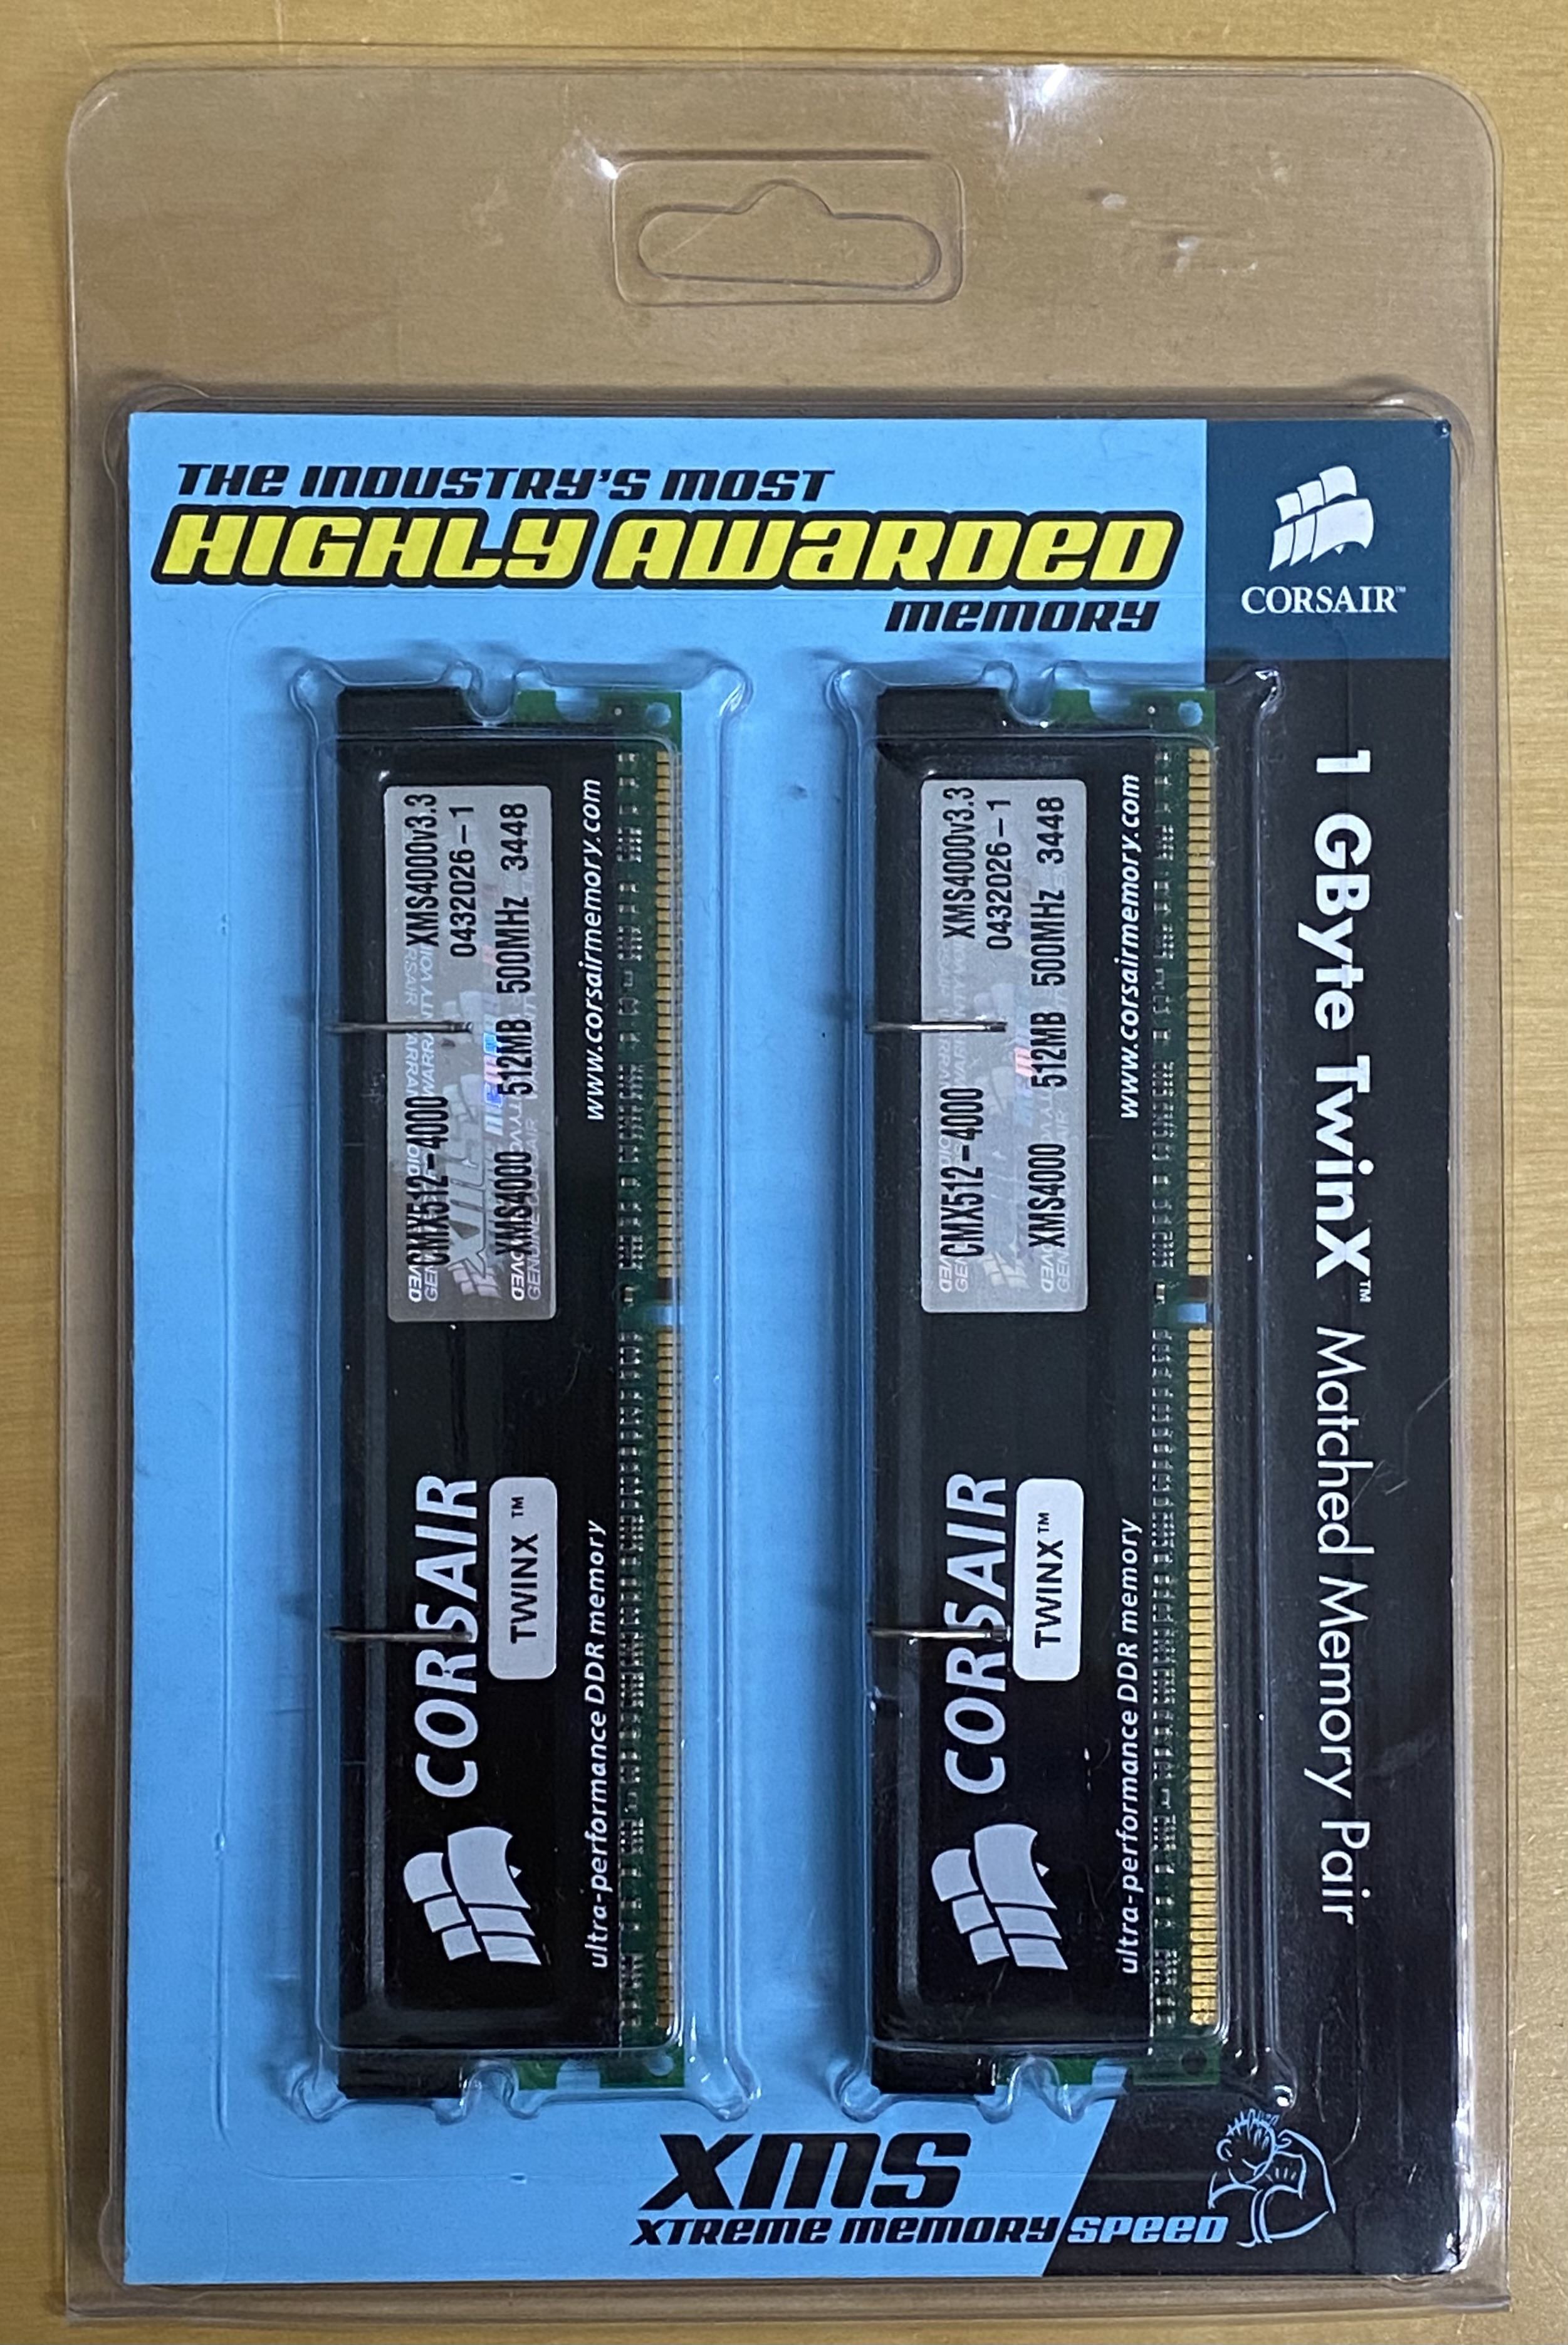 THE INDUSTRY'S MOST
HIGHLY AWARDED
MEMORY
CORSAIR™
CMX512-4000 XMS4000v3.3
0432026-1
XMS4000 512MB 500MHz 3448
www.corsairmemory.com
CORSAIR
TWINX™
ultra-performance DDR memory
CMX512-4000 XMS4000v3.3
0432026-1
XMS4000 512MB 500MHz 3448
www.corsairmemory.com
CORSAIR
TWINX™
ultra-performance DDR memory
1 GByte TwinX™ Matched Memory Pair
XMS
XTREME MEMORY SPEED